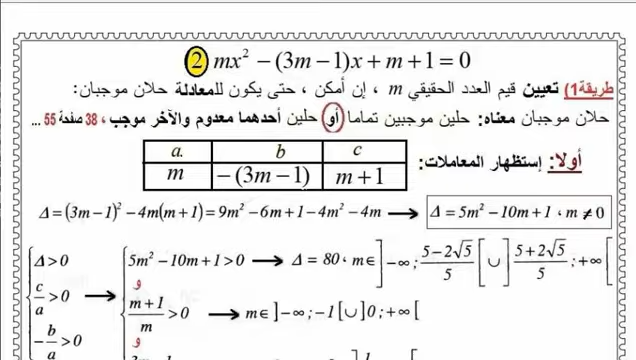 ② mx² − (3m − 1)x + m + 1 = 0
طريقة1) تعيين قيم العدد الحقيقي m ، إن أمكن ، حتى يكون للمعادلة حلان موجبان:
حلان موجبان معناه: حلين موجبين تماما (أو) حلين أحدهما معدوم والآخر موجب، 38 صفحة 55 ...
أولا: إستظهار المعاملات:
a. b c
m −(3m − 1) m + 1
Δ = (3m − 1)² − 4m(m + 1) = 9m² − 6m + 1 − 4m² − 4m → Δ = 5m² − 10m + 1 ، m ≠ 0
Δ > 0 → 5m² − 10m + 1 > 0 → Δ = 80 ، m ∈ ]−∞ ; (5 − 2√5)/5 [ ∪ ] (5 + 2√5)/5 ; +∞ [
و
c/a > 0 (m + 1)/m > 0 → m ∈ ]−∞ ; −1 [ ∪ ] 0 ; +∞ [
و
−b/a > 0